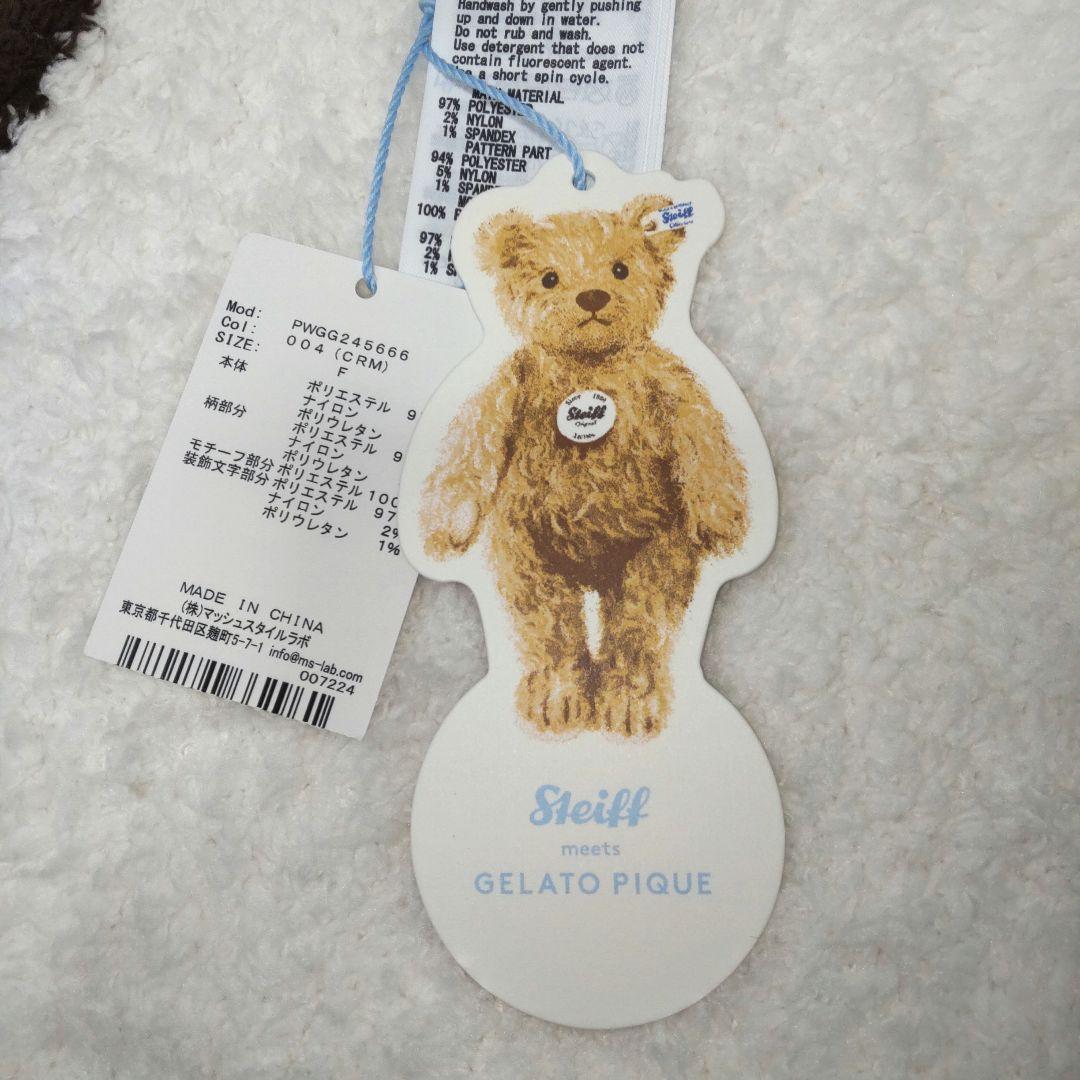 Handwash by gently pushing
up and down in water.
Do not rub and wash.
Use detergent that does not
contain fluorescent agent.
a short spin cycle.
MATERIAL
97% POLYESTER
2% NYLON
1% SPANDEX
PATTERN PART
94% POLYESTER
5% NYLON
1%
100%
97%
2%
1%
Mod: PWGG245666
Col: 004 (CRM)
SIZE: F
本体 ポリエステル
ナイロン
ポリウレタン
柄部分 ポリエステル
ナイロン
ポリウレタン
モチーフ部分 ポリエステル 100
装飾文字部分 ポリエステル 97
ナイロン 2%
ポリウレタン 1%
MADE IN CHINA
(株)マッシュスタイルラボ
東京都千代田区麹町5-7-1 info@ms-lab.com
007224
Steiff
Steiff
Steiff
meets
GELATO PIQUE